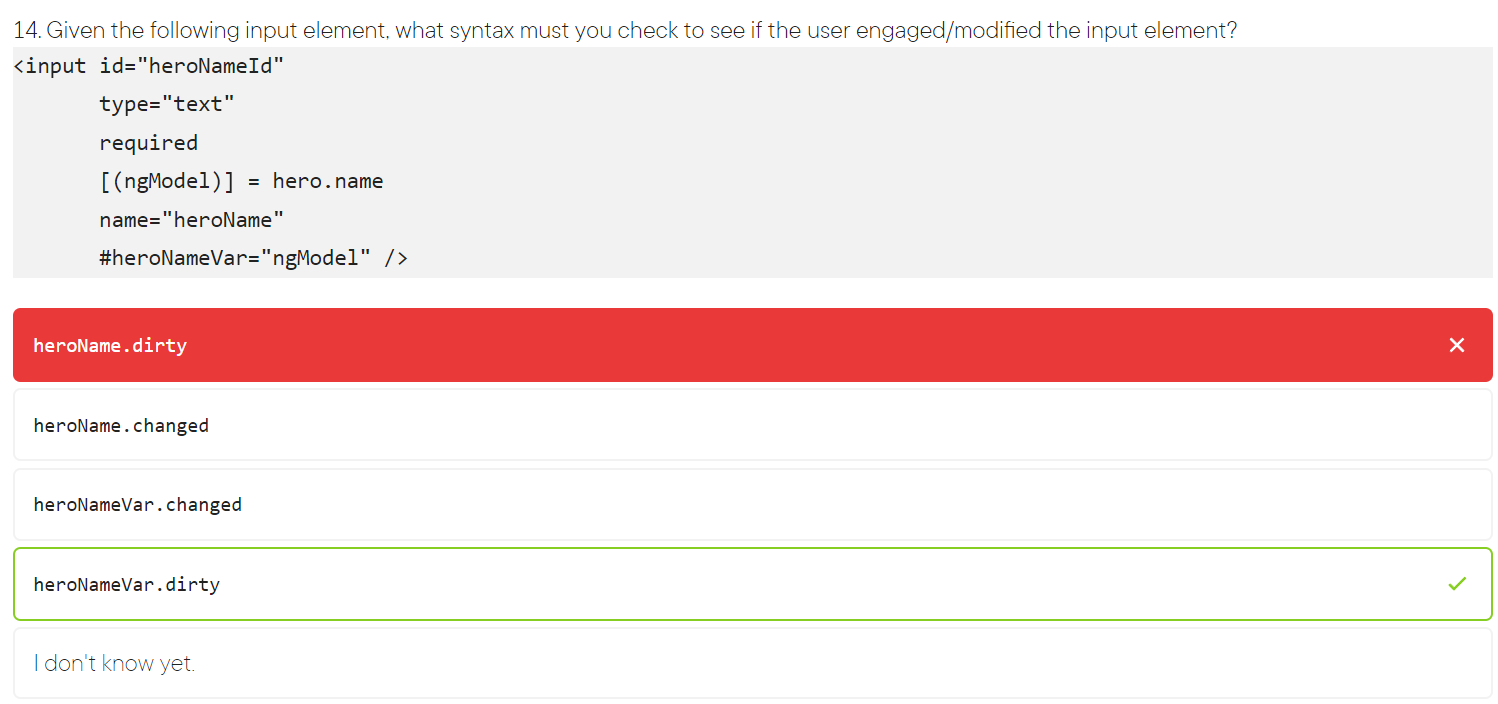 14. Given the following input element, what syntax must you check to see if the user engaged/modified the input element?
<input id="heroNameId"
type="text"
required
[(ngModel)] = hero.name
name="heroName"
#heroNameVar="ngModel" />
heroName.dirty
heroName.changed
heroNameVar.changed
heroNameVar.dirty
I don't know yet.